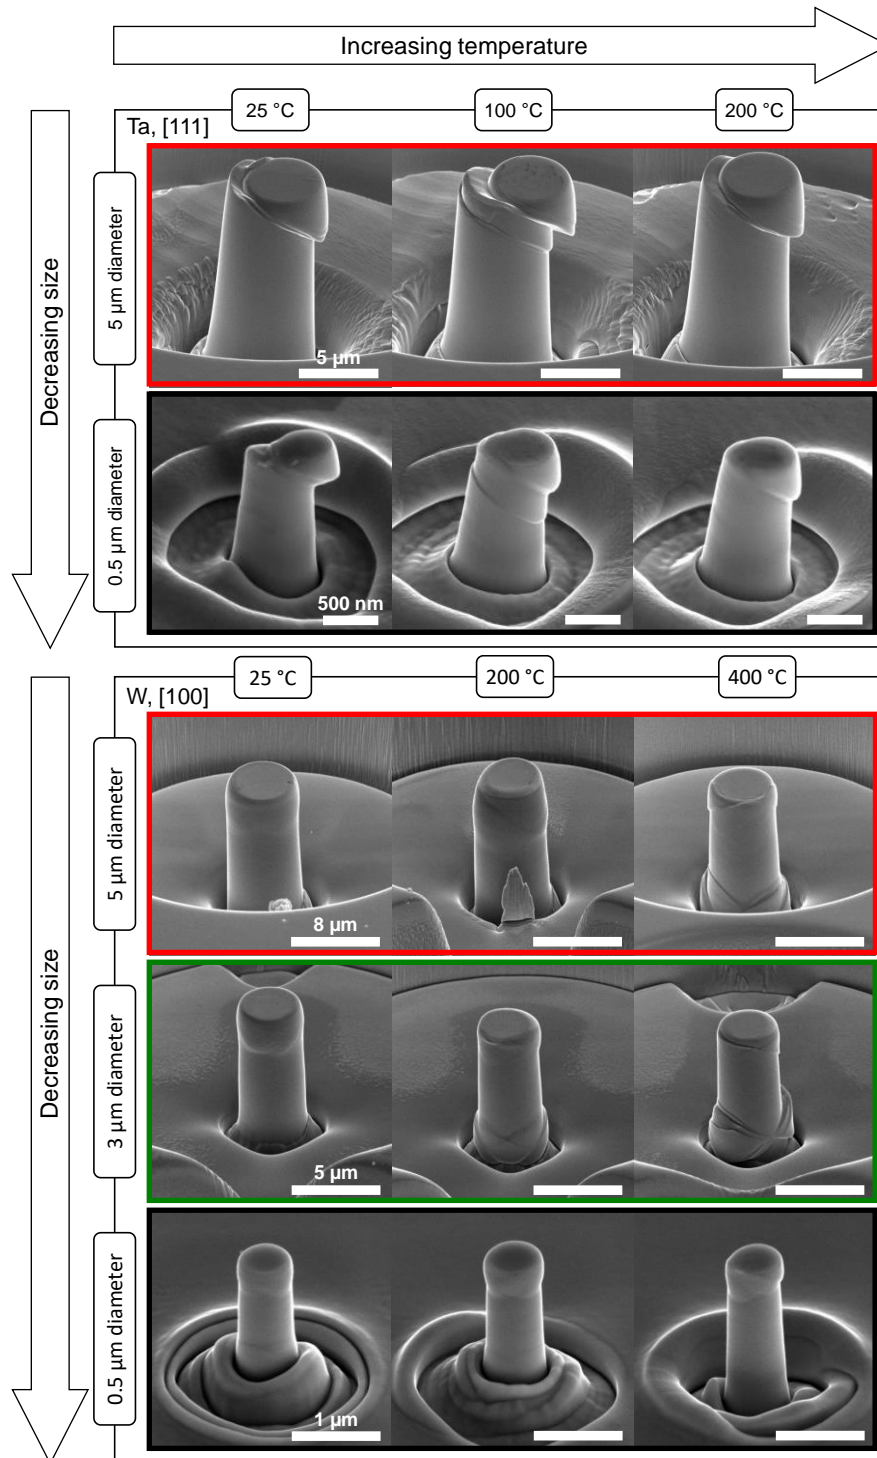 Increasing temperature
25 °C
100 °C
200 °C
Ta, [111]
Decreasing size
5 µm diameter
5 µm
0.5 µm diameter
500 nm
25 °C
200 °C
400 °C
W, [100]
Decreasing size
5 µm diameter
8 µm
3 µm diameter
5 µm
0.5 µm diameter
1 µm